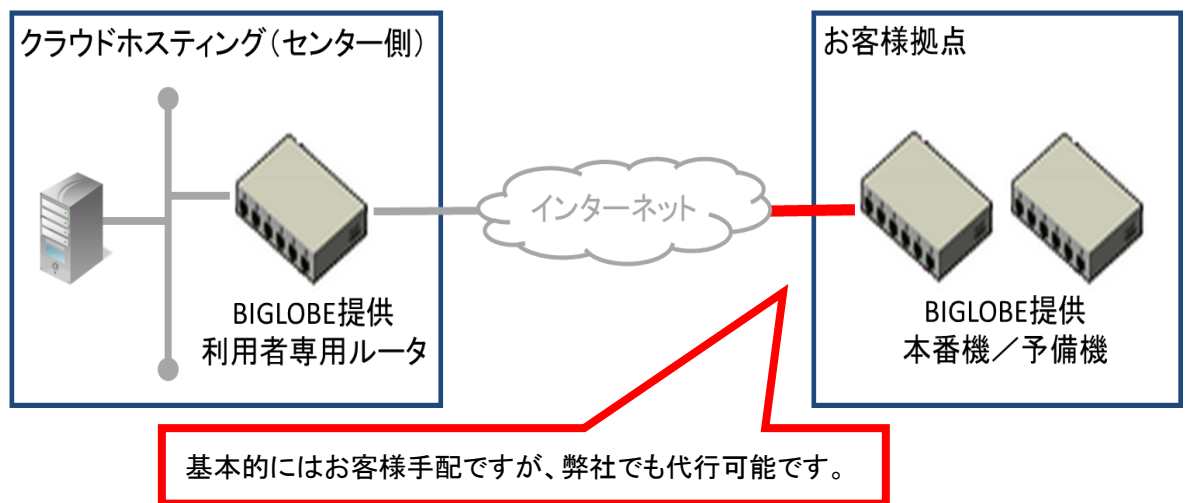 クラウドホスティング(センター側)
お客様拠点
インターネット
BIGLOBE提供
利用者専用ルータ
BIGLOBE提供
本番機/予備機
基本的にはお客様手配ですが、弊社でも代行可能です。